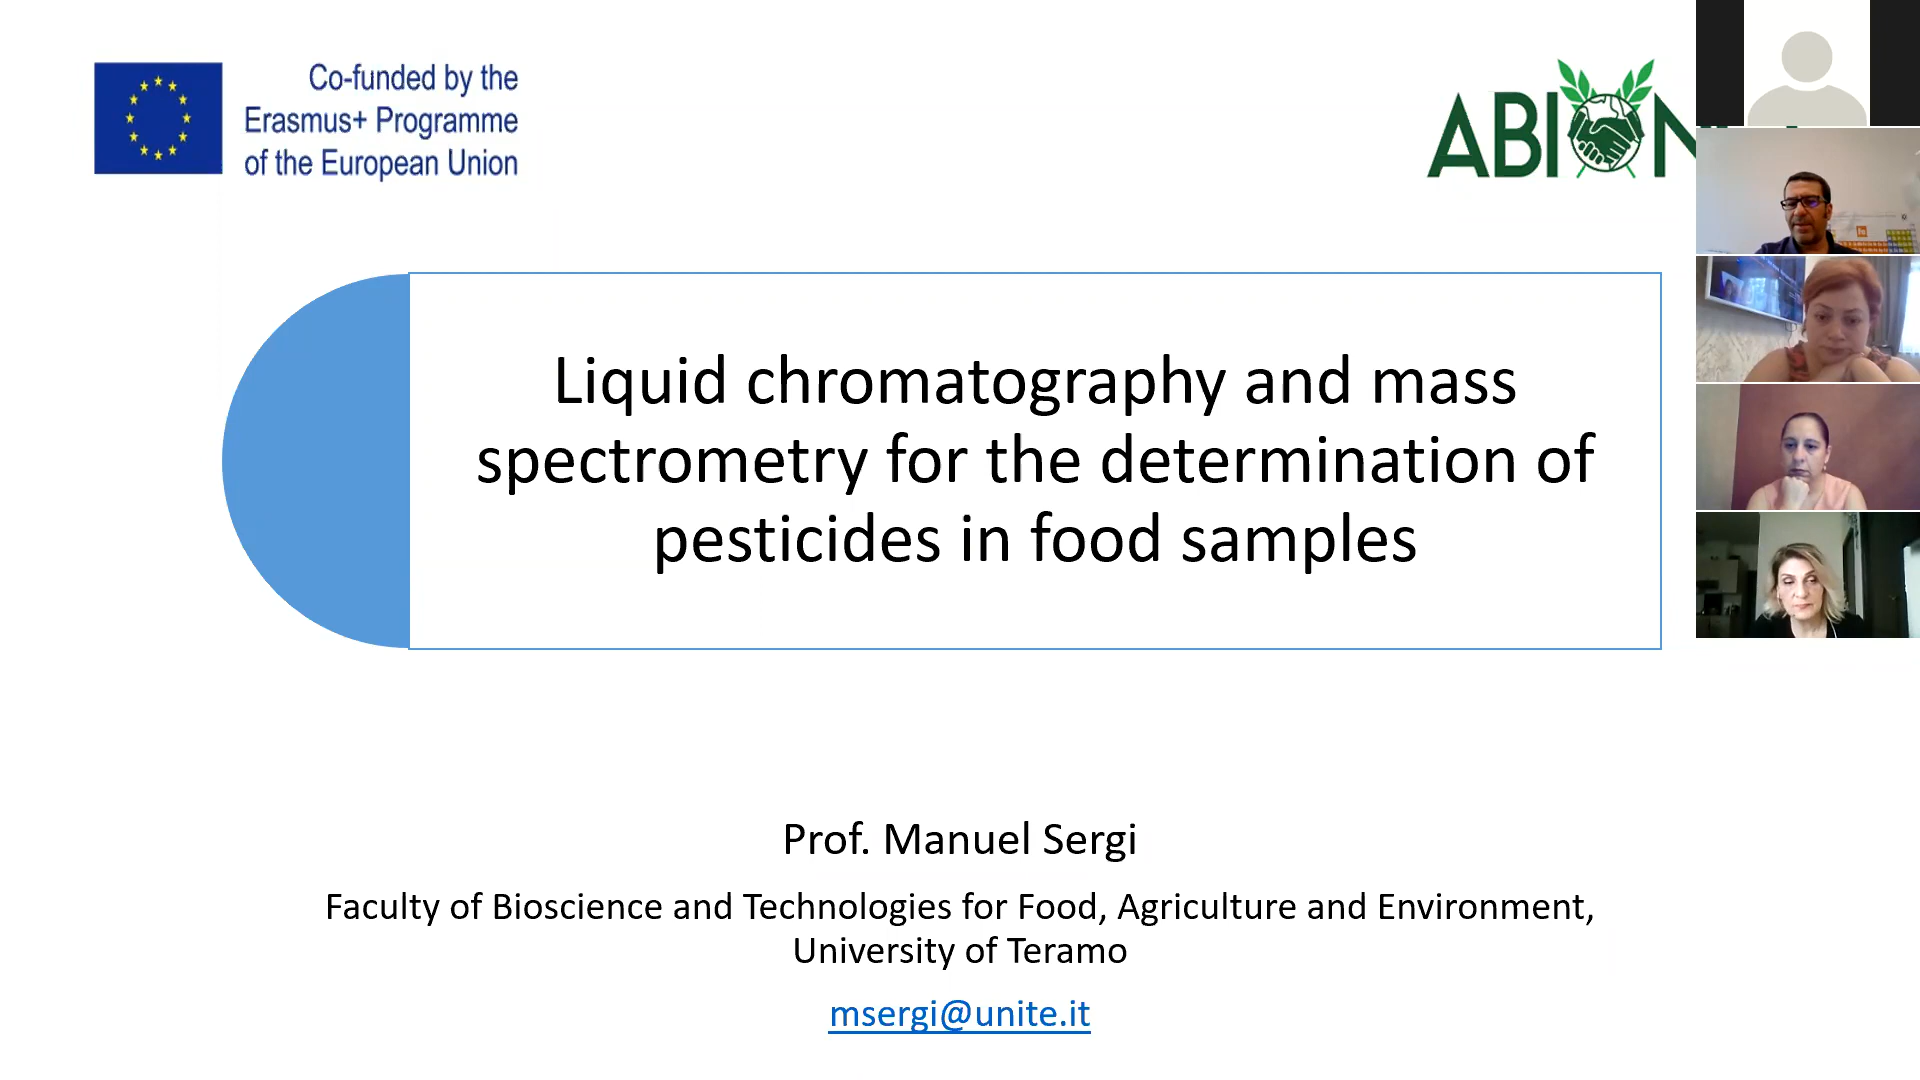 Co-funded by the
Erasmus+ Programme
of the European Union
ABION
Liquid chromatography and mass
spectrometry for the determination of
pesticides in food samples
Prof. Manuel Sergi
Faculty of Bioscience and Technologies for Food, Agriculture and Environment,
University of Teramo
msergi@unite.it